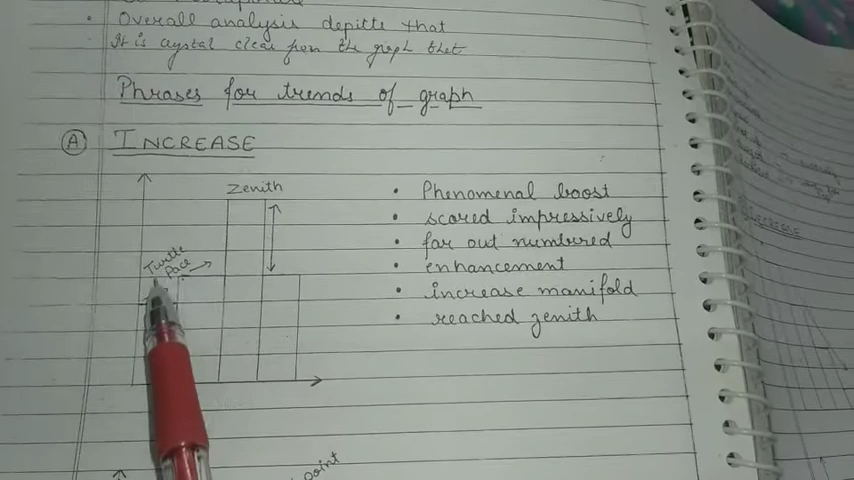 • Overall analysis depitte that
It is crystal clear from the graph that
Phrases for trends of graph
Ⓐ INCREASE
Zenith
Turtle
Pace
• Phenomenal boost
• scored impressively
• far out numbered
• enhancement
• increase manifold
• reached zenith
point